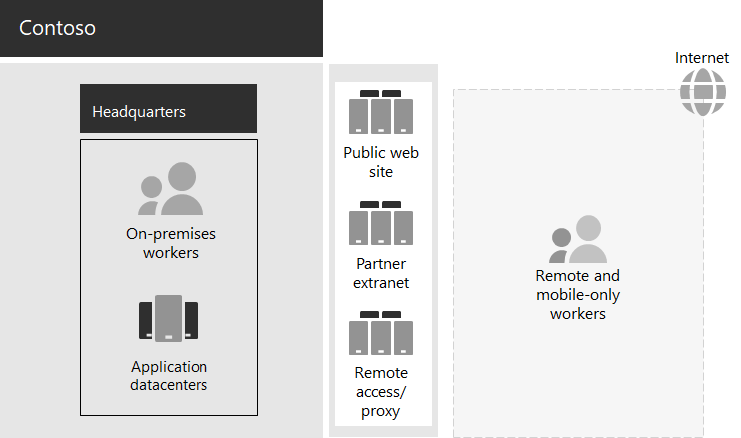 Contoso
Headquarters
On-premises
workers
Application
datacenters
Public web
site
Partner
extranet
Remote
access/
proxy
Internet
Remote and
mobile-only
workers